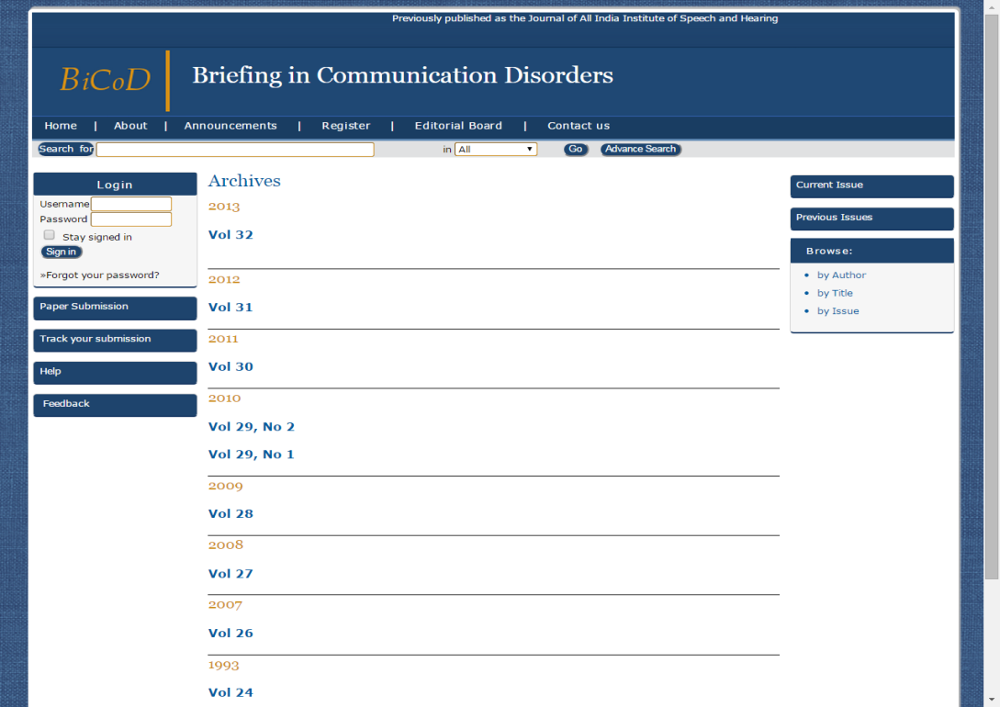 Previously published as the Journal of All India Institute of Speech and Hearing
BiCoD
Briefing in Communication Disorders
Home | About | Announcements | Register | Editorial Board | Contact us
Search for in All Go Advance Search
Login
Username
Password
Stay signed in
Sign in
»Forgot your password?
Paper Submission
Track your submission
Help
Feedback
Archives
2013
Vol 32
2012
Vol 31
2011
Vol 30
2010
Vol 29, No 2
Vol 29, No 1
2009
Vol 28
2008
Vol 27
2007
Vol 26
1993
Vol 24
Current Issue
Previous Issues
Browse:
by Author
by Title
by Issue